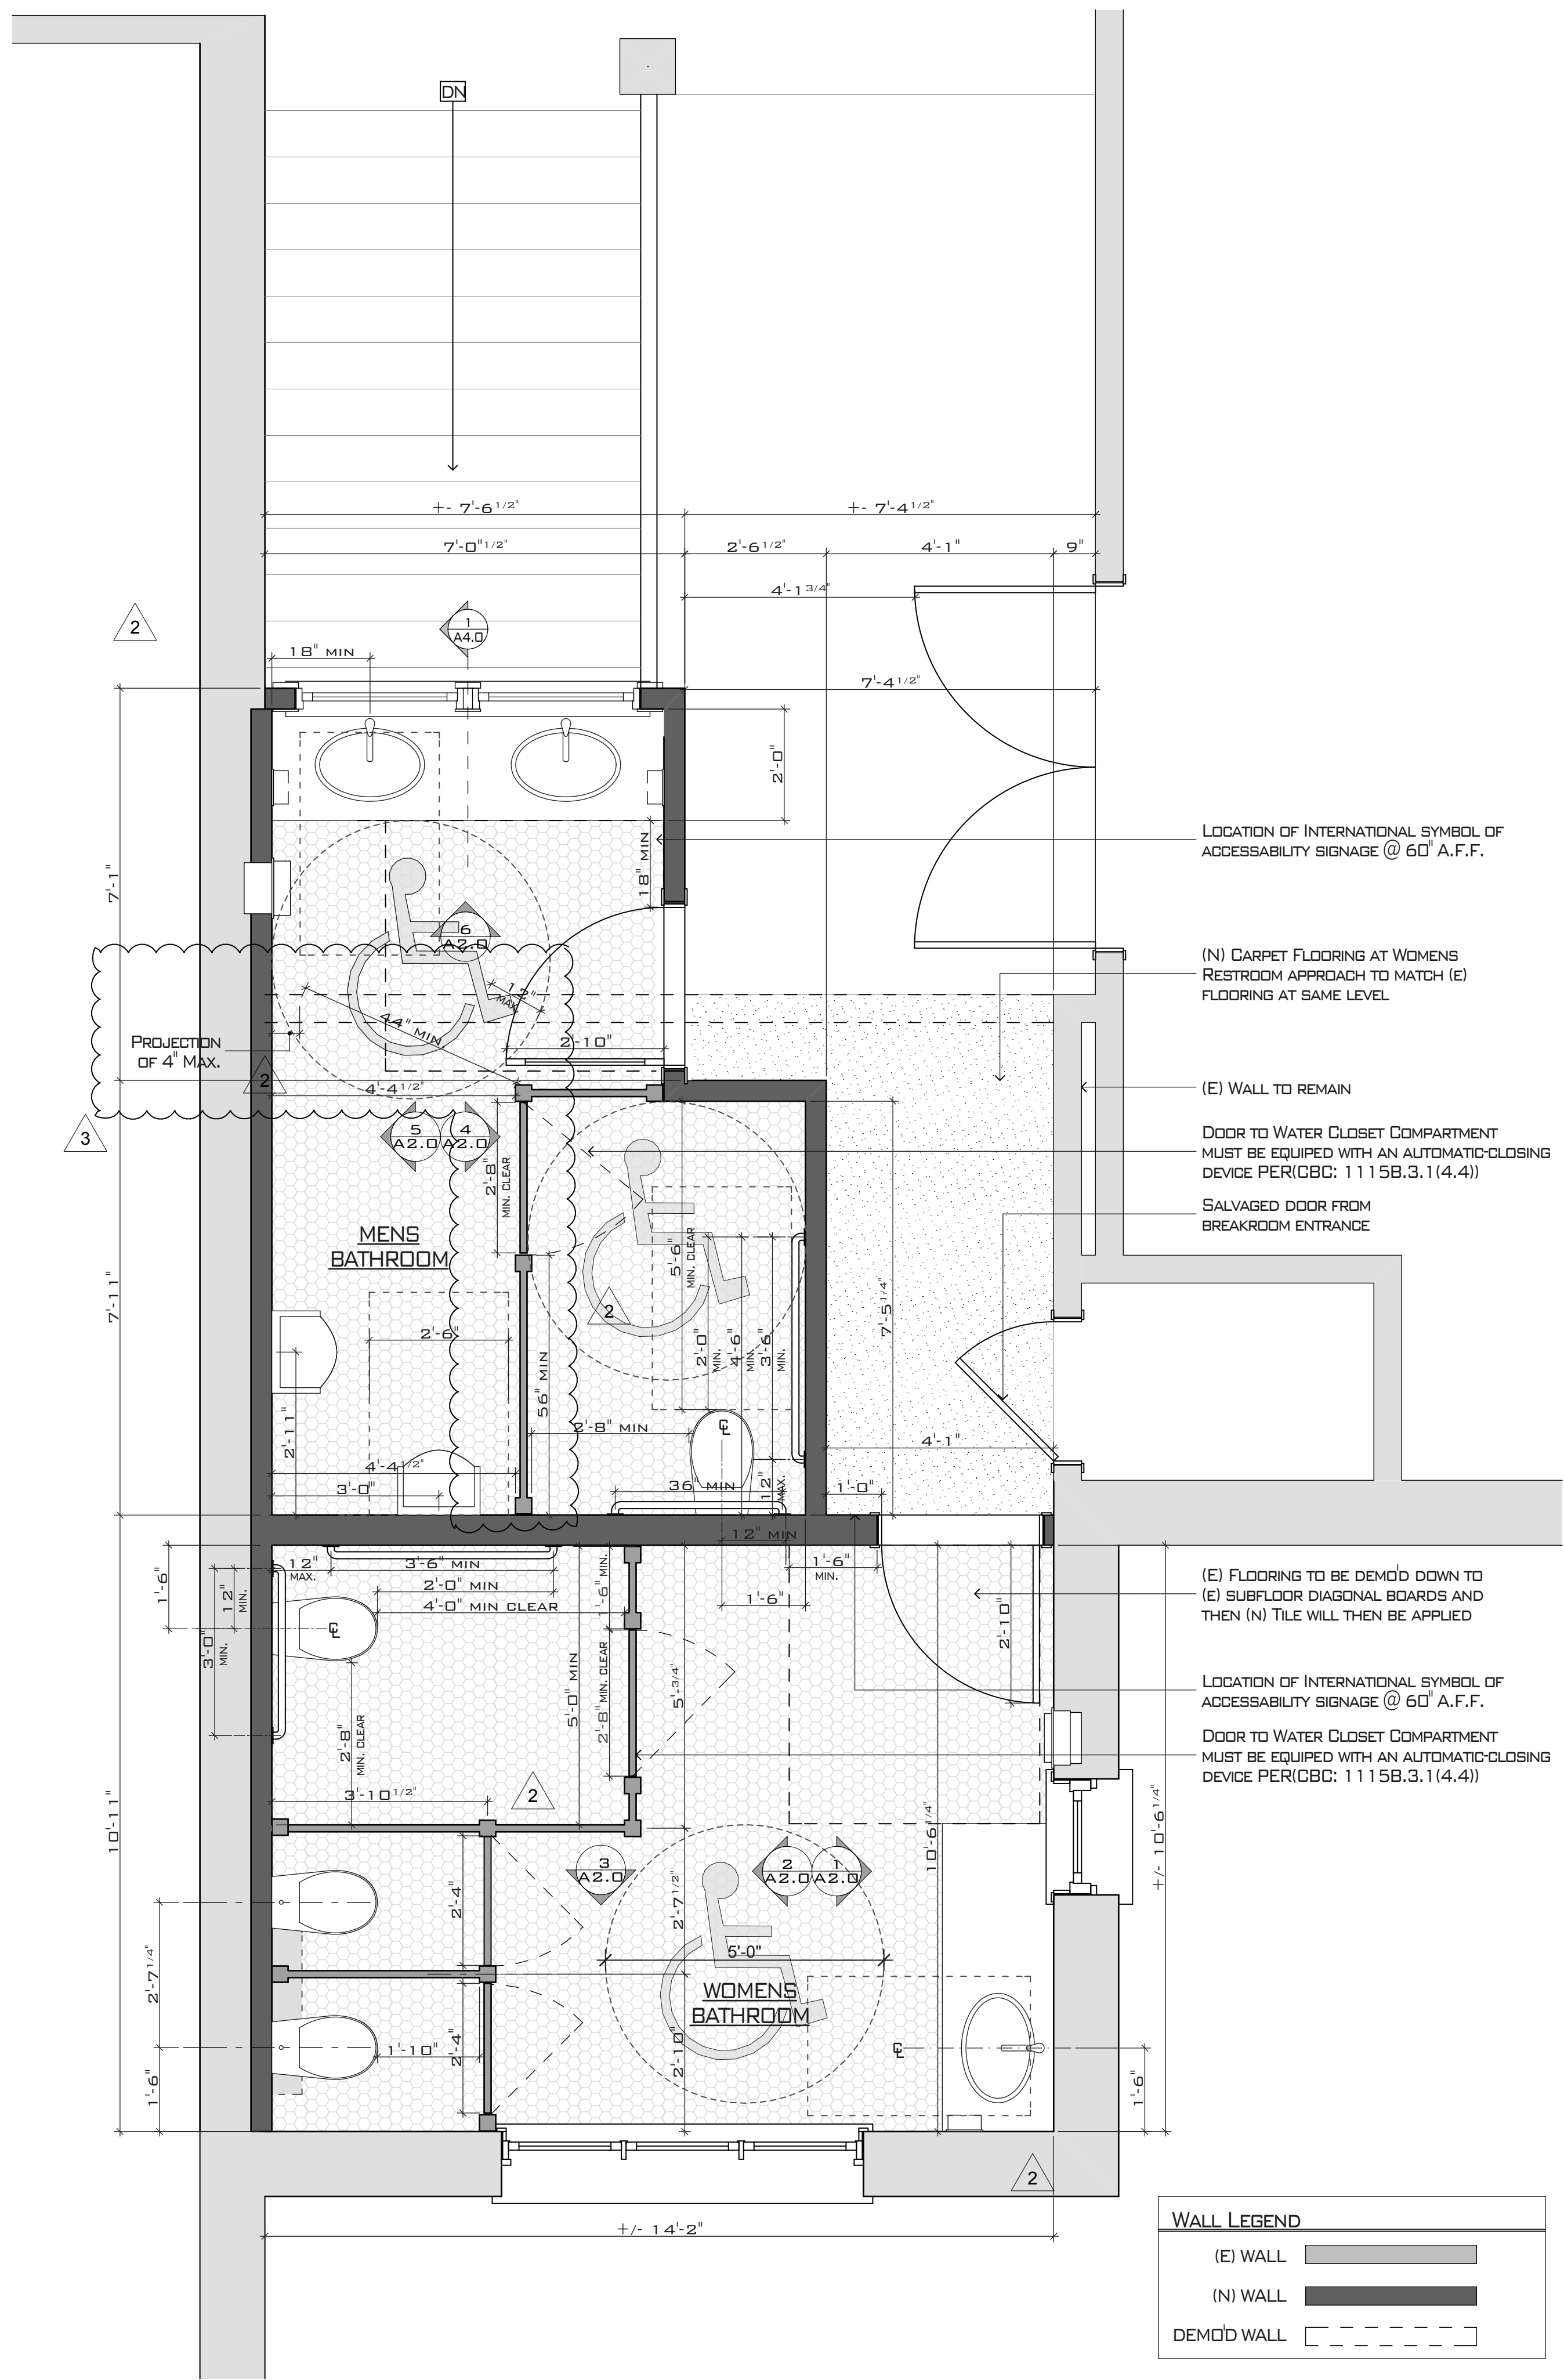 DN
+- 7'-6 1/2"
+- 7'-4 1/2"
7'-0"1/2"
2'-6 1/2"
4'-1"
9"
4'-1 3/4"
2
1
A4.0
18" MIN
7'-4 1/2"
2'-0"
LOCATION OF INTERNATIONAL SYMBOL OF
ACCESSABILITY SIGNAGE @ 60" A.F.F.
18" MIN
7'-1"
6
A2.0
(N) CARPET FLOORING AT WOMENS
RESTROOM APPROACH TO MATCH (E)
FLOORING AT SAME LEVEL
12"
MAX.
44" MIN.
PROJECTION
OF 4" MAX.
2'-10"
2
4'-4 1/2"
(E) WALL TO REMAIN
3
5
A2.0
4
A2.0
DOOR TO WATER CLOSET COMPARTMENT
MUST BE EQUIPED WITH AN AUTOMATIC-CLOSING
DEVICE PER(CBC: 1115B.3.1(4.4))
2'-8"
MIN. CLEAR
SALVAGED DOOR FROM
BREAKROOM ENTRANCE
MENS
BATHROOM
5'-6"
MIN. CLEAR
7'-11"
2
7'-5 1/4"
2'-6"
2'-0"
MIN.
4'-6"
MIN.
3'-6"
MIN.
56" MIN
2'-11"
2'-8" MIN
℄
4'-1"
4'-4 1/2"
3'-0"
36" MIN
12"
MAX.
1'-0"
12" MIN
1'-6"
12"
MIN.
12"
MAX.
3'-6" MIN
1'-6" MIN.
1'-6"
MIN.
2'-0" MIN
4'-0" MIN CLEAR
1'-6"
(E) FLOORING TO BE DEMO'D DOWN TO
(E) SUBFLOOR DIAGONAL BOARDS AND
THEN (N) TILE WILL THEN BE APPLIED
℄
3'-0"
MIN.
2'-10"
5'-0" MIN
2'-8" MIN. CLEAR
5'-3/4"
LOCATION OF INTERNATIONAL SYMBOL OF
ACCESSABILITY SIGNAGE @ 60" A.F.F.
2'-8"
MIN. CLEAR
DOOR TO WATER CLOSET COMPARTMENT
MUST BE EQUIPED WITH AN AUTOMATIC-CLOSING
DEVICE PER(CBC: 1115B.3.1(4.4))
3'-10 1/2"
2
10'-11"
10'-6 1/4"
+/- 10'-6 1/4"
3
A2.0
2
A2.0
1
A2.0
2'-4"
2'-7 1/2"
5'-0"
2'-7 1/4"
WOMENS
BATHROOM
1'-10"
2'-4"
2'-10"
℄
1'-6"
1'-6"
2
+/- 14'-2"
WALL LEGEND
(E) WALL
(N) WALL
DEMO'D WALL